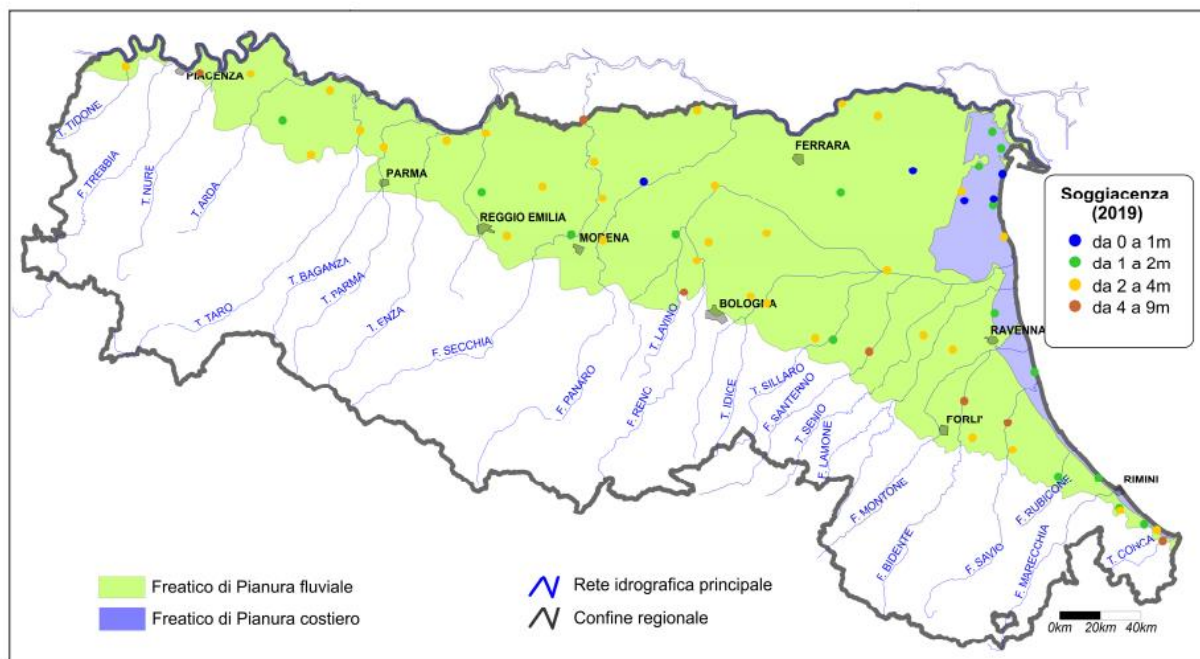 PIACENZA
T. TIDONE
F. TREBBIA
T. NURE
T. ARDA
PARMA
FERRARA
REGGIO EMILIA
MODENA
BOLOGNA
RAVENNA
FORLI'
RIMINI
T. TARO
T. BAGANZA
T. PARMA
T. ENZA
F. SECCHIA
F. PANARO
T. LAVINO
F. RENO
T. IDICE
T. SILLARO
F. SANTERNO
T. SENIO
F. LAMONE
F. MONTONE
F. BIDENTE
F. SAVIO
F. RUBICONE
F. MARECCHIA
T. CONCA
Soggiacenza
(2019)
da 0 a 1m
da 1 a 2m
da 2 a 4m
da 4 a 9m
Freatico di Pianura fluviale
Freatico di Pianura costiero
Rete idrografica principale
Confine regionale
0km 20km 40km